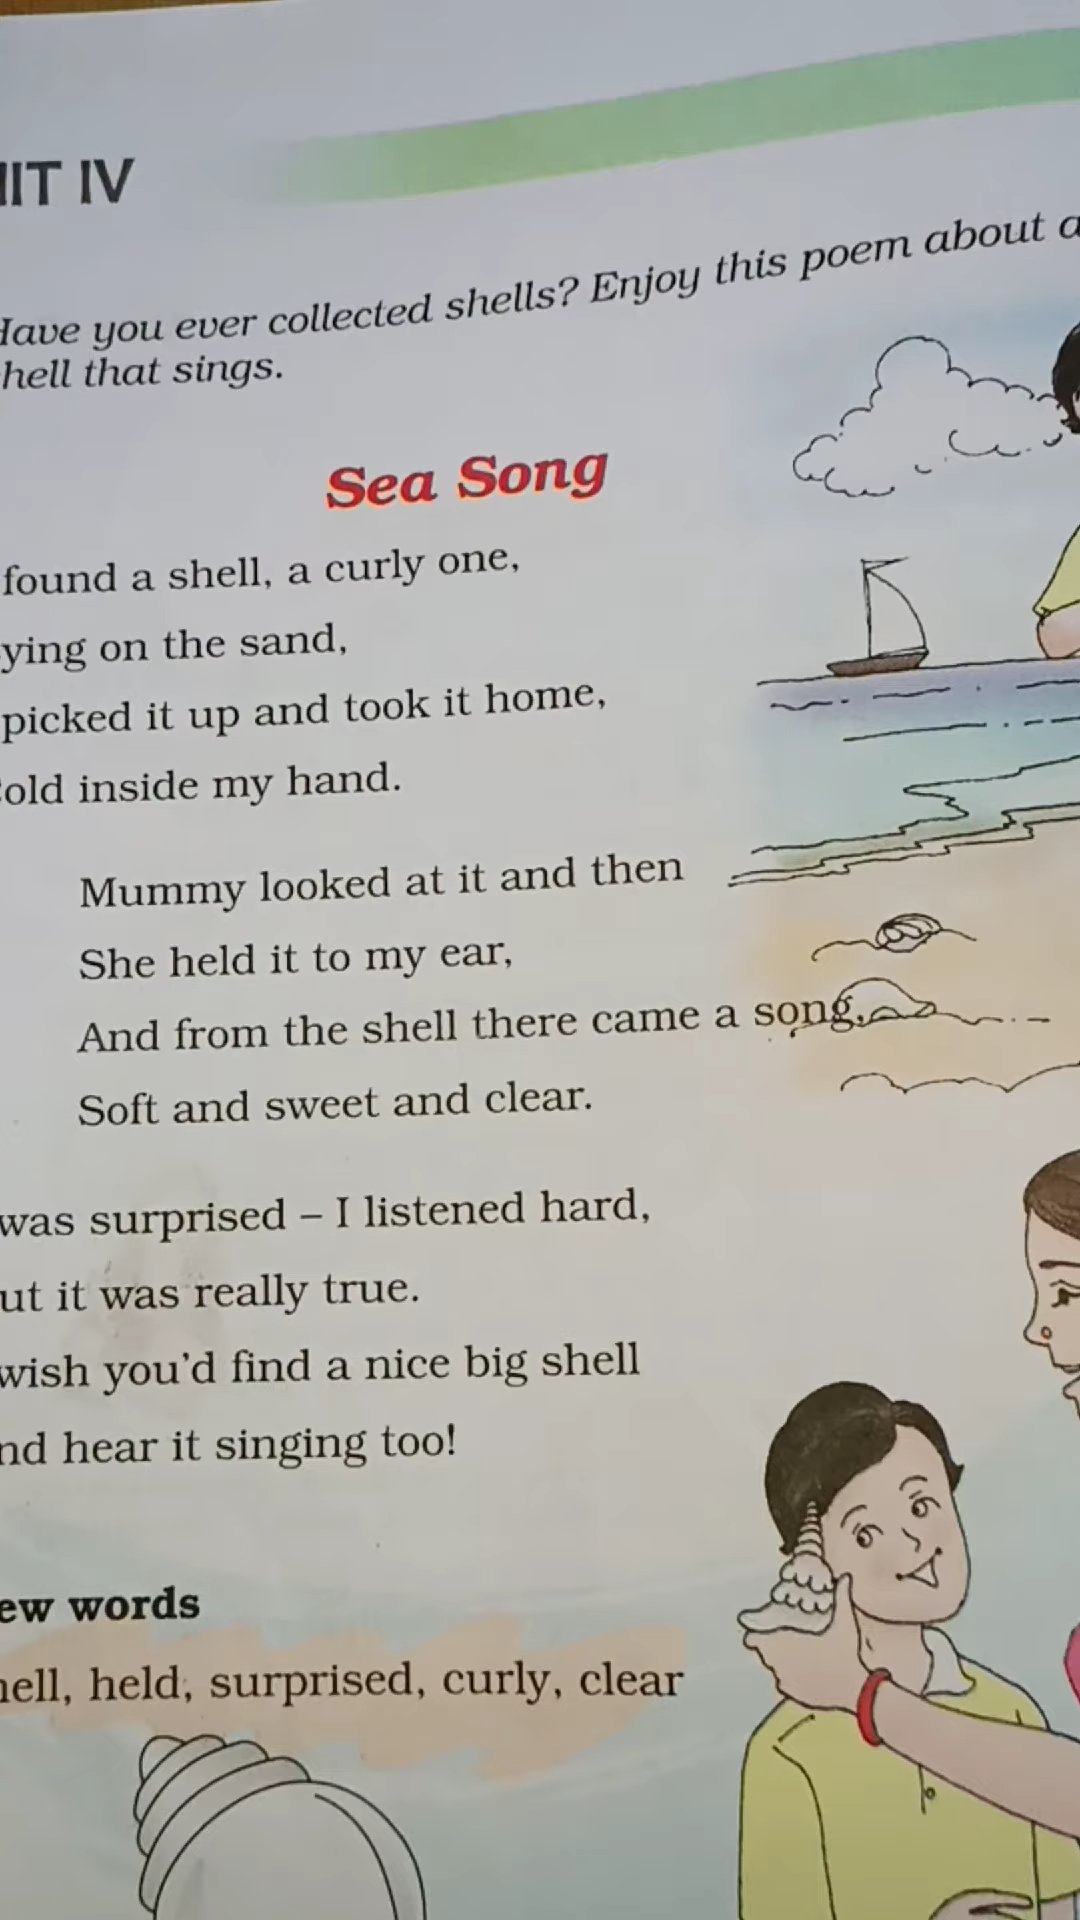 IIT IV
Have you ever collected shells? Enjoy this poem about a
hell that sings.
Sea Song
found a shell, a curly one,
ying on the sand,
picked it up and took it home,
old inside my hand.
Mummy looked at it and then
She held it to my ear,
And from the shell there came a song,
Soft and sweet and clear.
was surprised – I listened hard,
ut it was really true.
wish you'd find a nice big shell
nd hear it singing too!
ew words
hell, held, surprised, curly, clear